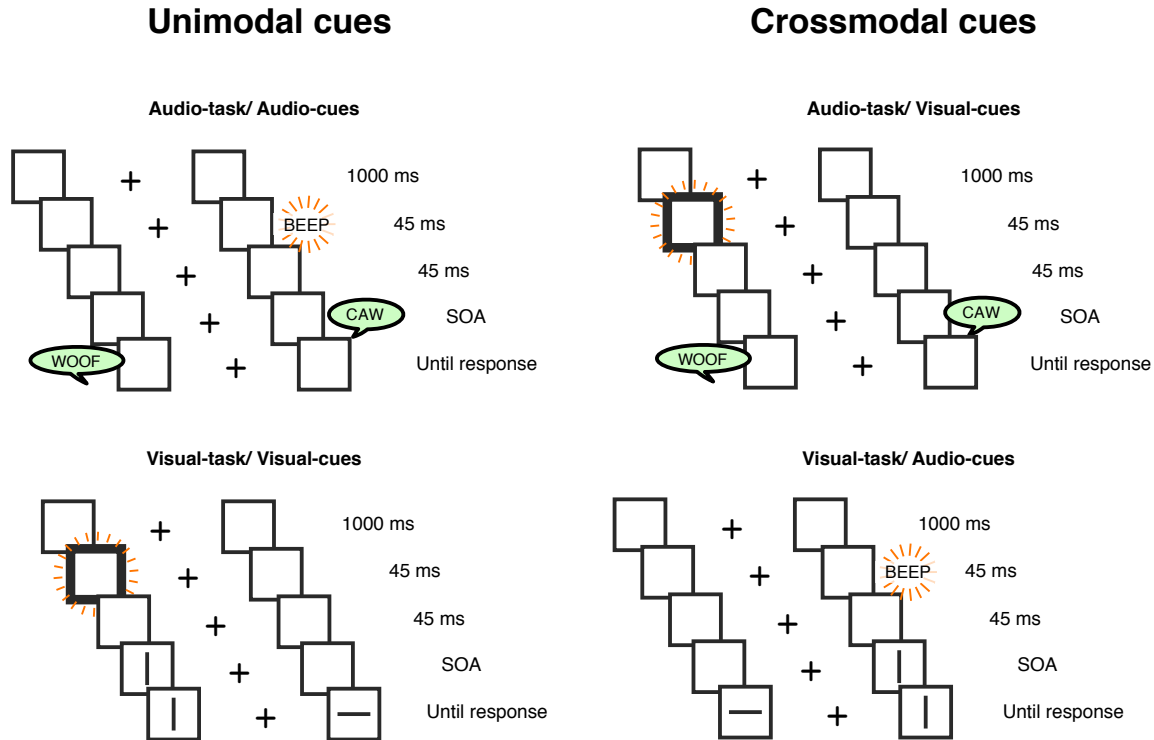 Unimodal cues
Crossmodal cues
Audio-task/ Audio-cues
1000 ms
BEEP
45 ms
45 ms
CAW
SOA
WOOF
Until response
Audio-task/ Visual-cues
1000 ms
45 ms
45 ms
CAW
SOA
WOOF
Until response
Visual-task/ Visual-cues
1000 ms
45 ms
45 ms
SOA
Until response
Visual-task/ Audio-cues
1000 ms
BEEP
45 ms
45 ms
SOA
Until response